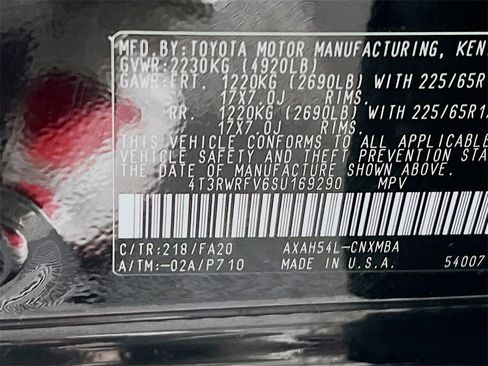 MFD.BY:TOYOTA MOTOR MANUFACTURING, KEN
GVWR:2230KG (4920LB)
GAWR:FRT. 1220KG (2690LB) WITH 225/65R1
17X7.0J RIMS.
RR. 1220KG (2690LB) WITH 225/65R17
17X7.0J RIMS.
THIS VEHICLE CONFORMS TO ALL APPLICABLE
VEHICLE SAFETY AND THEFT PREVENTION STA
THE DATE OF MANUFACTURE SHOWN ABOVE.
4T3RWRFV6SU169290 MPV
C/TR:218/FA20 AXAH54L-CNXMBA
A/TM:-02A/P710 MADE IN U.S.A. 54007